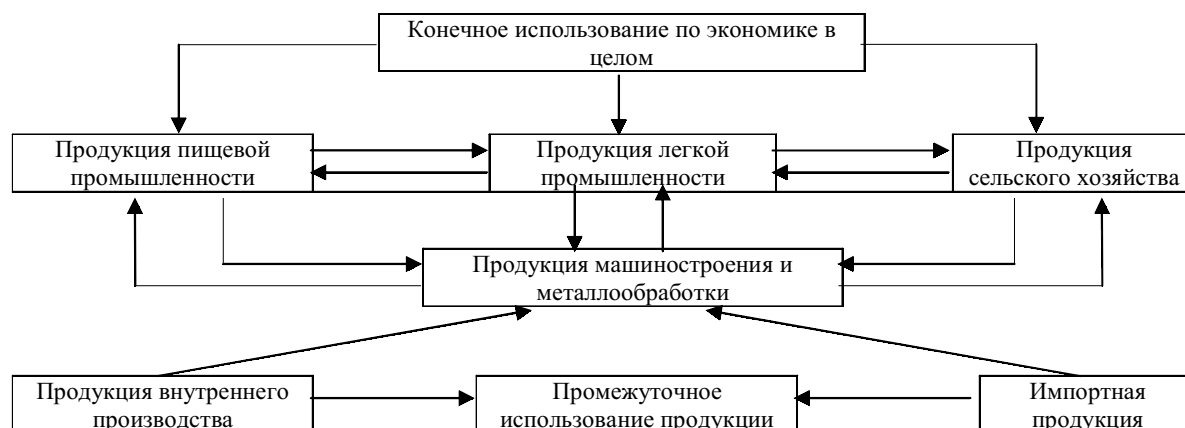 Конечное использование по экономике в
целом
Продукция пищевой
промышленности
Продукция легкой
промышленности
Продукция
сельского хозяйства
Продукция машиностроения и
металлообработки
Продукция внутреннего
производства
Промежуточное
использование продукции
Импортная
продукция